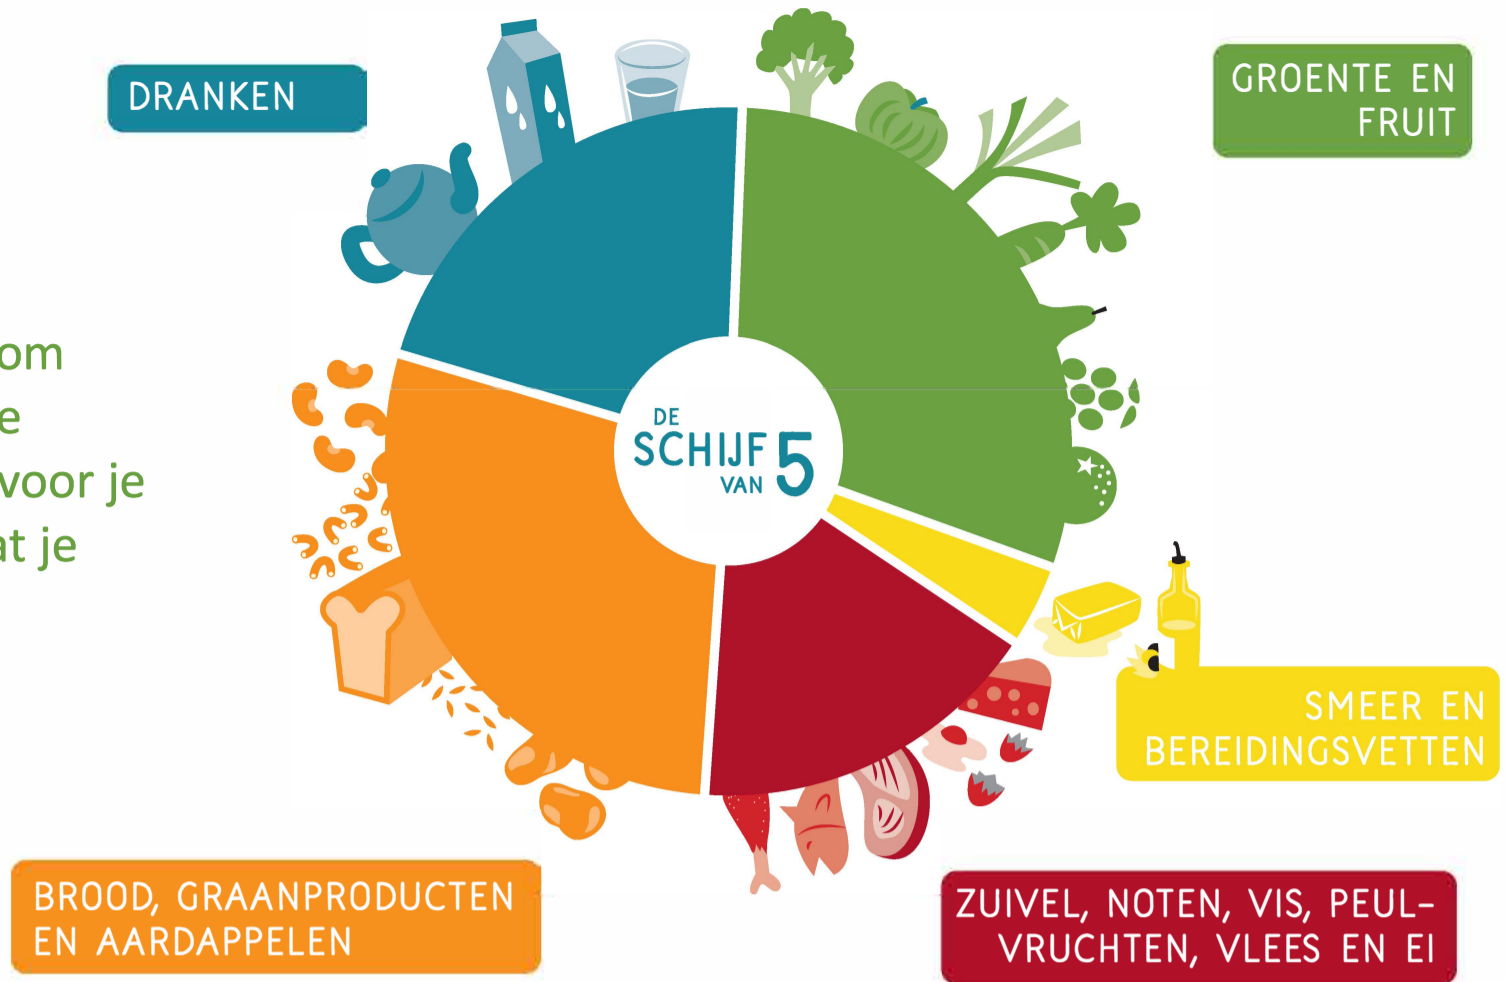 DRANKEN
GROENTE EN
FRUIT
om
e
voor je
at je
DE
SCHIJF
VAN 5
SMEER EN
BEREIDINGSVETTEN
BROOD, GRAANPRODUCTEN
EN AARDAPPELEN
ZUIVEL, NOTEN, VIS, PEUL-
VRUCHTEN, VLEES EN EI